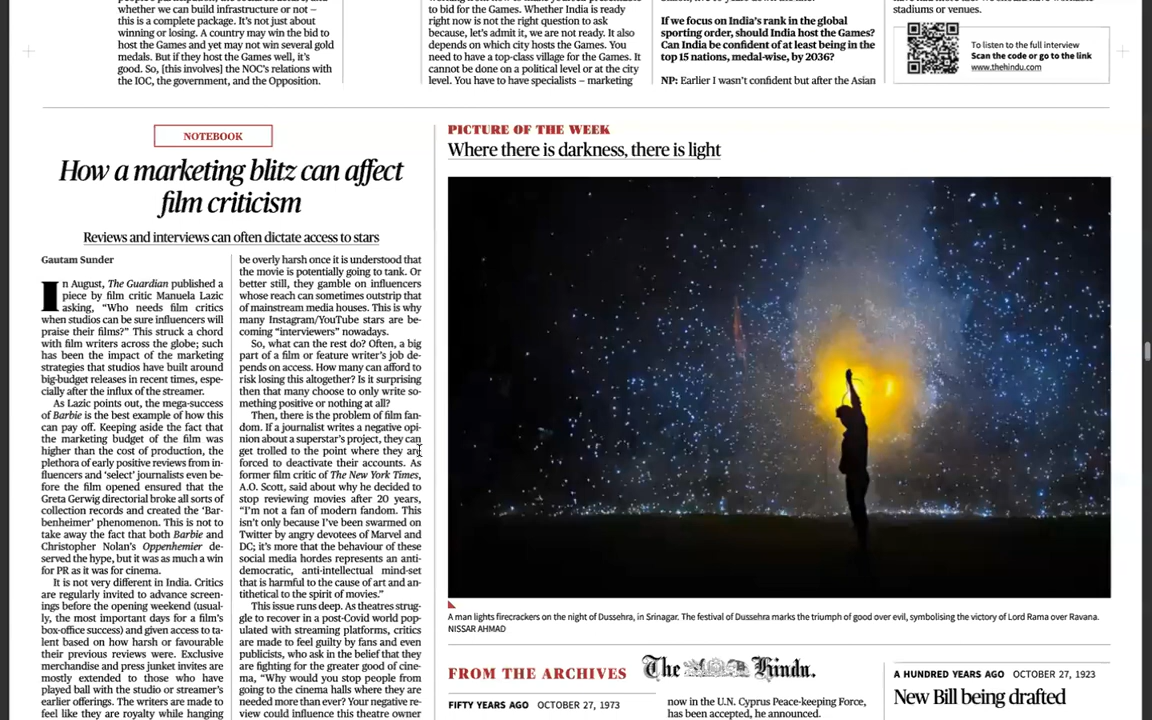 whether we can build infrastructure or not –
this is a complete package. It's not just about
winning or losing. A country may win the bid to
host the Games and yet may not win several gold
medals. But if they host the Games well, it's
good. So, [this involves] the NOC's relations with
the IOC, the government, and the Opposition.
to bid for the Games. Whether India is ready
right now is not the right question to ask
because, let's admit it, we are not ready. It also
depends on which city hosts the Games. You
need to have a top-class village for the Games. It
cannot be done on a political level or at the city
level. You have to have specialists – marketing
If we focus on India's rank in the global
sporting order, should India host the Games?
Can India be confident of at least being in the
top 15 nations, medal-wise, by 2036?
NP: Earlier I wasn't confident but after the Asian
stadiums or venues.
To listen to the full interview
Scan the code or go to the link
www.thehindu.com
NOTEBOOK
How a marketing blitz can affect
film criticism
Reviews and interviews can often dictate access to stars
Gautam Sunder
In August, The Guardian published a
piece by film critic Manuela Lazic
asking, “Who needs film critics
when studios can be sure influencers will
praise their films?” This struck a chord
with film writers across the globe; such
has been the impact of the marketing
strategies that studios have built around
big-budget releases in recent times, espe-
cially after the influx of the streamer.
As Lazic points out, the mega-success
of Barbie is the best example of how this
can pay off. Keeping aside the fact that
the marketing budget of the film was
higher than the cost of production, the
plethora of early positive reviews from in-
fluencers and ‘select’ journalists even be-
fore the film opened ensured that the
Greta Gerwig directorial broke all sorts of
collection records and created the ‘Bar-
benheimer’ phenomenon. This is not to
take away the fact that both Barbie and
Christopher Nolan's Oppenhemier de-
served the hype, but it was as much a win
for PR as it was for cinema.
It is not very different in India. Critics
are regularly invited to advance screen-
ings before the opening weekend (usual-
ly, the most important days for a film's
box-office success) and given access to ta-
lent based on how harsh or favourable
their previous reviews were. Exclusive
merchandise and press junket invites are
mostly extended to those who have
played ball with the studio or streamer's
earlier offerings. The writers are made to
feel like they are royalty while hanging
be overly harsh once it is understood that
the movie is potentially going to tank. Or
better still, they gamble on influencers
whose reach can sometimes outstrip that
of mainstream media houses. This is why
many Instagram/YouTube stars are be-
coming “interviewers” nowadays.
So, what can the rest do? Often, a big
part of a film or feature writer's job de-
pends on access. How many can afford to
risk losing this altogether? Is it surprising
then that many choose to only write so-
mething positive or nothing at all?
Then, there is the problem of film fan-
dom. If a journalist writes a negative opi-
nion about a superstar's project, they can
get trolled to the point where they are
forced to deactivate their accounts. As
former film critic of The New York Times,
A.O. Scott, said about why he decided to
stop reviewing movies after 20 years,
“I'm not a fan of modern fandom. This
isn't only because I've been swarmed on
Twitter by angry devotees of Marvel and
DC; it's more that the behaviour of these
social media hordes represents an anti-
democratic, anti-intellectual mind-set
that is harmful to the cause of art and an-
tithetical to the spirit of movies.”
This issue runs deep. As theatres strug-
gle to recover in a post-Covid world pop-
ulated with streaming platforms, critics
are made to feel guilty by fans and even
publicists, who ask in the belief that they
are fighting for the greater good of cine-
ma, “Why would you stop people from
going to the cinema halls where they are
needed more than ever? Your negative re-
view could influence this theatre owner
PICTURE OF THE WEEK
Where there is darkness, there is light
A man lights firecrackers on the night of Dussehra, in Srinagar. The festival of Dussehra marks the triumph of good over evil, symbolising the victory of Lord Rama over Ravana.
NISSAR AHMAD
FROM THE ARCHIVES The Hindu.
FIFTY YEARS AGO OCTOBER 27, 1973
now in the U.N. Cyprus Peace-keeping Force,
has been accepted, he announced.
A HUNDRED YEARS AGO OCTOBER 27, 1923
New Bill being drafted